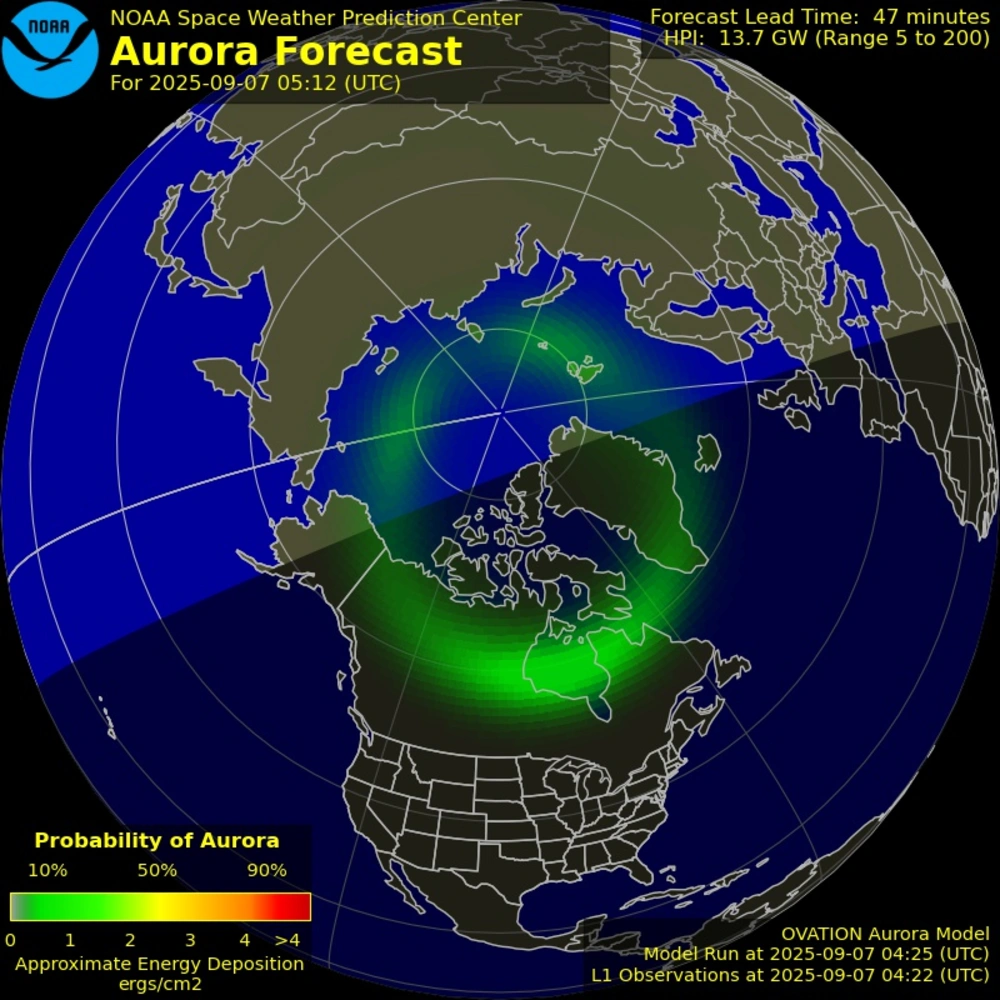 NOAA
NOAA Space Weather Prediction Center
Aurora Forecast
For 2025-09-07 05:12 (UTC)
Forecast Lead Time: 47 minutes
HPI: 13.7 GW (Range 5 to 200)
Probability of Aurora
10% 50% 90%
0 1 2 3 4 >4
Approximate Energy Deposition
ergs/cm2
OVATION Aurora Model
Model Run at 2025-09-07 04:25 (UTC)
L1 Observations at 2025-09-07 04:22 (UTC)